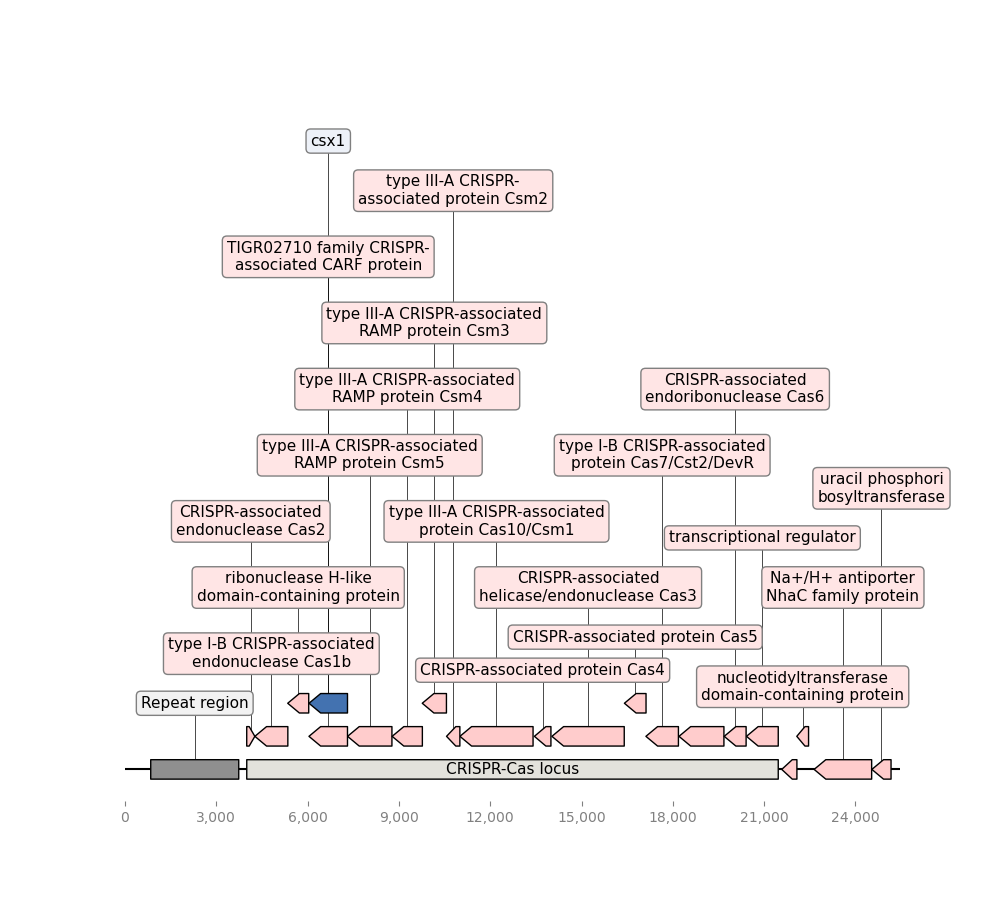 csx1
type III-A CRISPR-
associated protein Csm2
TIGR02710 family CRISPR-
associated CARF protein
type III-A CRISPR-associated
RAMP protein Csm3
type III-A CRISPR-associated
RAMP protein Csm4
CRISPR-associated
endoribonuclease Cas6
type III-A CRISPR-associated
RAMP protein Csm5
type I-B CRISPR-associated
protein Cas7/Cst2/DevR
uracil phosphori
bosyltransferase
CRISPR-associated
endonuclease Cas2
type III-A CRISPR-associated
protein Cas10/Csm1
transcriptional regulator
ribonuclease H-like
domain-containing protein
CRISPR-associated
helicase/endonuclease Cas3
Na+/H+ antiporter
NhaC family protein
CRISPR-associated protein Cas5
type I-B CRISPR-associated
endonuclease Cas1b
CRISPR-associated protein Cas4
nucleotidyltransferase
domain-containing protein
Repeat region
CRISPR-Cas locus
0 3,000 6,000 9,000 12,000 15,000 18,000 21,000 24,000